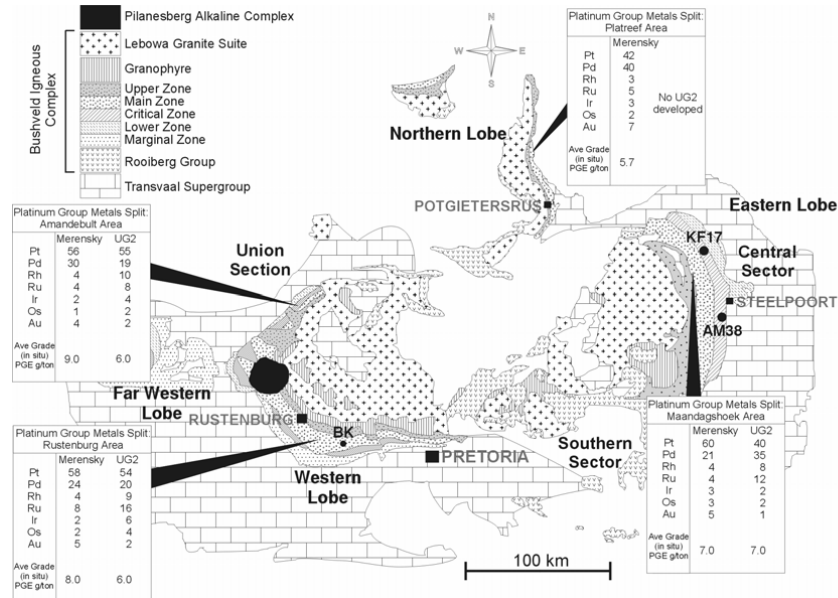 Pilanesberg Alkaline Complex
Bushveld Igneous
Complex
Lebowa Granite Suite
Granophyre
Upper Zone
Main Zone
Critical Zone
Lower Zone
Marginal Zone
Rooiberg Group
Transvaal Supergroup
N
W E
S
Platinum Group Metals Split:
Platreef Area
Merensky
Pt 42
Pd 40
Rh 3
Ru 5
Ir 3
Os 2
Au 7
No UG2
developed
Ave Grade
(in situ)
PGE g/ton 5.7
Northern Lobe
POTGIETERSRUS
Eastern Lobe
KF17
Central
Sector
STEELPOORT
AM38
Platinum Group Metals Split:
Amandebult Area
Merensky UG2
Pt 56 55
Pd 30 19
Rh 4 10
Ru 4 8
Ir 2 4
Os 1 2
Au 4 2
Ave Grade
(in situ)
PGE g/ton 9.0 6.0
Union
Section
Far Western
Lobe
RUSTENBURG
BK
PRETORIA
Western
Lobe
Southern
Sector
Platinum Group Metals Split:
Rustenburg Area
Merensky UG2
Pt 58 54
Pd 24 20
Rh 4 9
Ru 8 16
Ir 2 6
Os 2 4
Au 5 2
Ave Grade
(in situ)
PGE g/ton 8.0 6.0
Platinum Group Metals Split:
Maandagshoek Area
Merensky UG2
Pt 60 40
Pd 21 35
Rh 4 8
Ru 4 12
Ir 3 2
Os 3 2
Au 5 1
Ave Grade
(in situ)
PGE g/ton 7.0 7.0
100 km